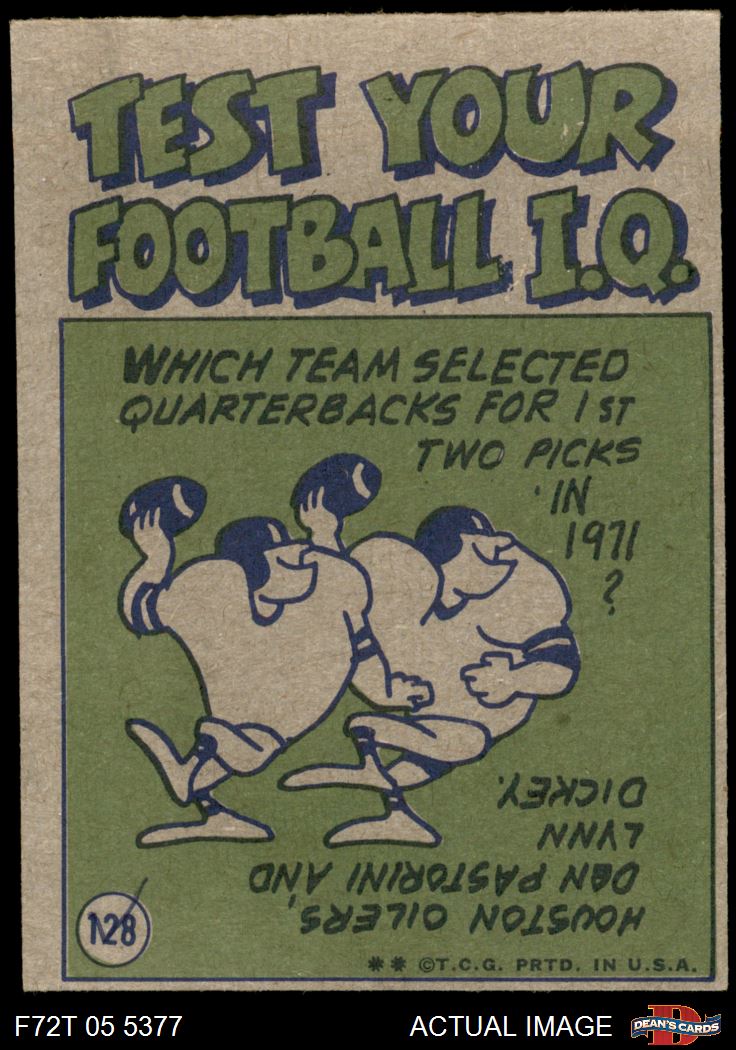 TEST YOUR
FOOTBALL I.Q.
WHICH TEAM SELECTED
QUARTERBACKS FOR 1ST
TWO PICKS
IN
1971
?
HOUSTON OILERS,
DAN PASTORINI AND
LYNN
DICKEY.
128
** ©T.C.G. PRTD. IN U.S.A.
F72T 05 5377
ACTUAL IMAGE
D
DEAN'S CARDS